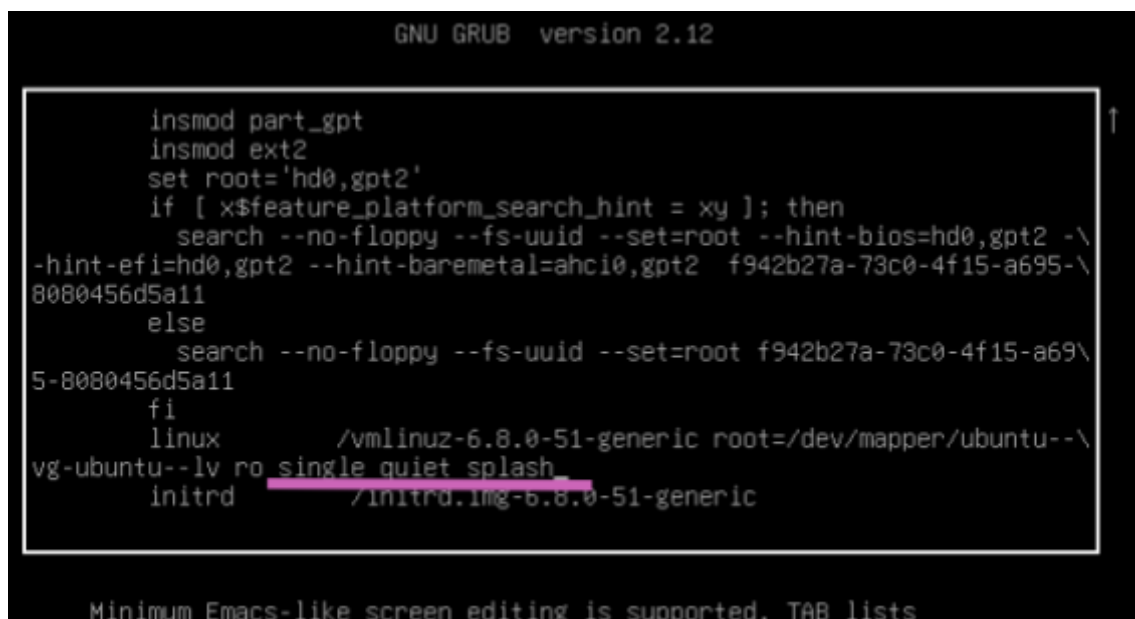 GNU GRUB version 2.12
insmod part_gpt
insmod ext2
set root='hd0,gpt2'
if [ x$feature_platform_search_hint = xy ]; then
search --no-floppy --fs-uuid --set=root --hint-bios=hd0,gpt2 -\
-hint-efi=hd0,gpt2 --hint-baremetal=ahci0,gpt2 f942b27a-73c0-4f15-a695-\
8080456d5a11
else
search --no-floppy --fs-uuid --set=root f942b27a-73c0-4f15-a69\
5-8080456d5a11
fi
linux /vmlinuz-6.8.0-51-generic root=/dev/mapper/ubuntu--\
vg-ubuntu--lv ro single quiet splash_
initrd /initrd.img-6.8.0-51-generic
Minimum Emacs-like screen editing is supported. TAB lists